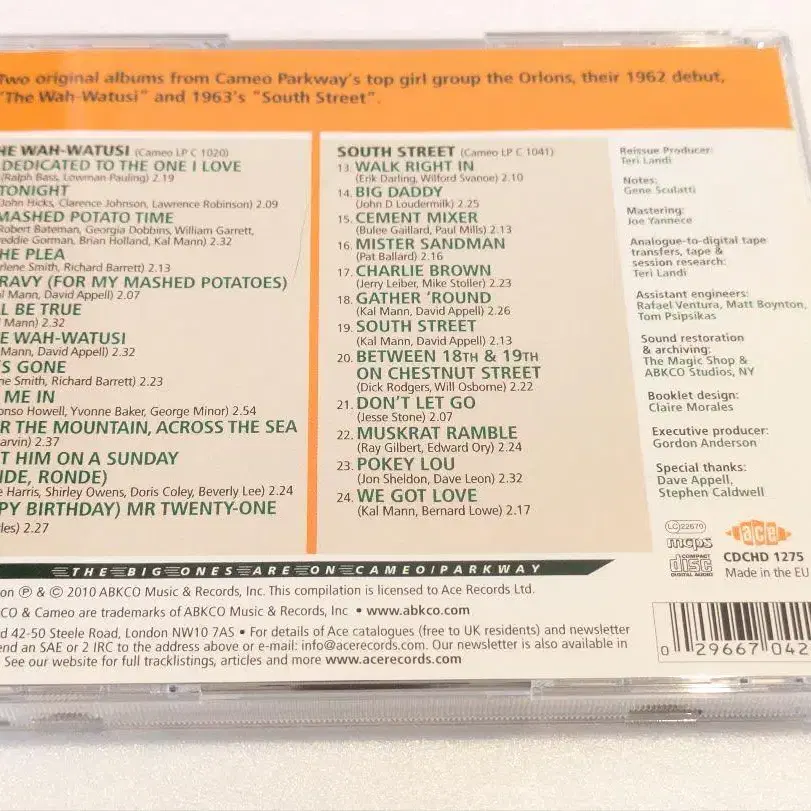 Two original albums from Cameo Parkway's top girl group the Orlons, their 1962 debut,
"The Wah-Watusi" and 1963's "South Street".
HE WAH-WATUSI (Cameo LP C 1020)
DEDICATED TO THE ONE I LOVE
(Ralph Bass, Lowman Pauling) 2.19
TONIGHT
John Hicks, Clarence Johnson, Lawrence Robinson) 2.09
MASHED POTATO TIME
Robert Bateman, Georgia Dobbins, William Garrett,
eddie Gorman, Brian Holland, Kal Mann) 2.32
HE PLEA
rlene Smith, Richard Barrett) 2.13
RAVY (FOR MY MASHED POTATOES)
al Mann, David Appell) 2.07
L BE TRUE
l Mann) 2.32
E WAH-WATUSI
Mann, David Appell) 2.32
'S GONE
ne Smith, Richard Barrett) 2.23
ME IN
onso Howell, Yvonne Baker, George Minor) 2.54
R THE MOUNTAIN, ACROSS THE SEA
arvin) 2.37
T HIM ON A SUNDAY
NDE, RONDE)
e Harris, Shirley Owens, Doris Coley, Beverly Lee) 2.24
PY BIRTHDAY) MR TWENTY-ONE
les) 2.27
SOUTH STREET (Cameo LP C 1041)
13. WALK RIGHT IN
(Erik Darling, Wilford Svanoe) 2.10
14. BIG DADDY
(John D Loudermilk) 2.25
15. CEMENT MIXER
(Bulee Gaillard, Paul Mills) 2.13
16. MISTER SANDMAN
(Pat Ballard) 2.16
17. CHARLIE BROWN
(Jerry Leiber, Mike Stoller) 2.23
18. GATHER 'ROUND
(Kal Mann, David Appell) 2.26
19. SOUTH STREET
(Kal Mann, David Appell) 2.13
20. BETWEEN 18TH & 19TH
ON CHESTNUT STREET
(Dick Rodgers, Will Osborne) 2.22
21. DON'T LET GO
(Jesse Stone) 2.07
22. MUSKRAT RAMBLE
(Ray Gilbert, Edward Ory) 2.24
23. POKEY LOU
(Jon Sheldon, Dave Leon) 2.32
24. WE GOT LOVE
(Kal Mann, Bernard Lowe) 2.17
Reissue Producer:
Teri Landi
Notes:
Gene Sculatti
Mastering:
Joe Yannece
Analogue-to-digital tape
transfers, tape &
session research:
Teri Landi
Assistant engineers:
Rafael Ventura, Matt Boynton,
Tom Psipsikas
Sound restoration
& archiving:
The Magic Shop &
ABKCO Studios, NY
Booklet design:
Claire Morales
Executive producer:
Gordon Anderson
Special thanks:
Dave Appell,
Stephen Caldwell
LC 22670
mcps
COMPACT
disc
DIGITAL AUDIO
ace
CDCHD 1275
Made in the EU
THE BIG ONES ARE ON CAMEO/PARKWAY
on ℗ & © 2010 ABKCO Music & Records, Inc. This compilation is licensed to Ace Records Ltd.
CO & Cameo are trademarks of ABKCO Music & Records, Inc • www.abkco.com
d 42-50 Steele Road, London NW10 7AS • For details of Ace catalogues (free to UK residents) and newsletter
end an SAE or 2 IRC to the address above or e-mail: info@acerecords.com. Our newsletter is also available in
See our website for full tracklistings, articles and more www.acerecords.com
0 29667 042